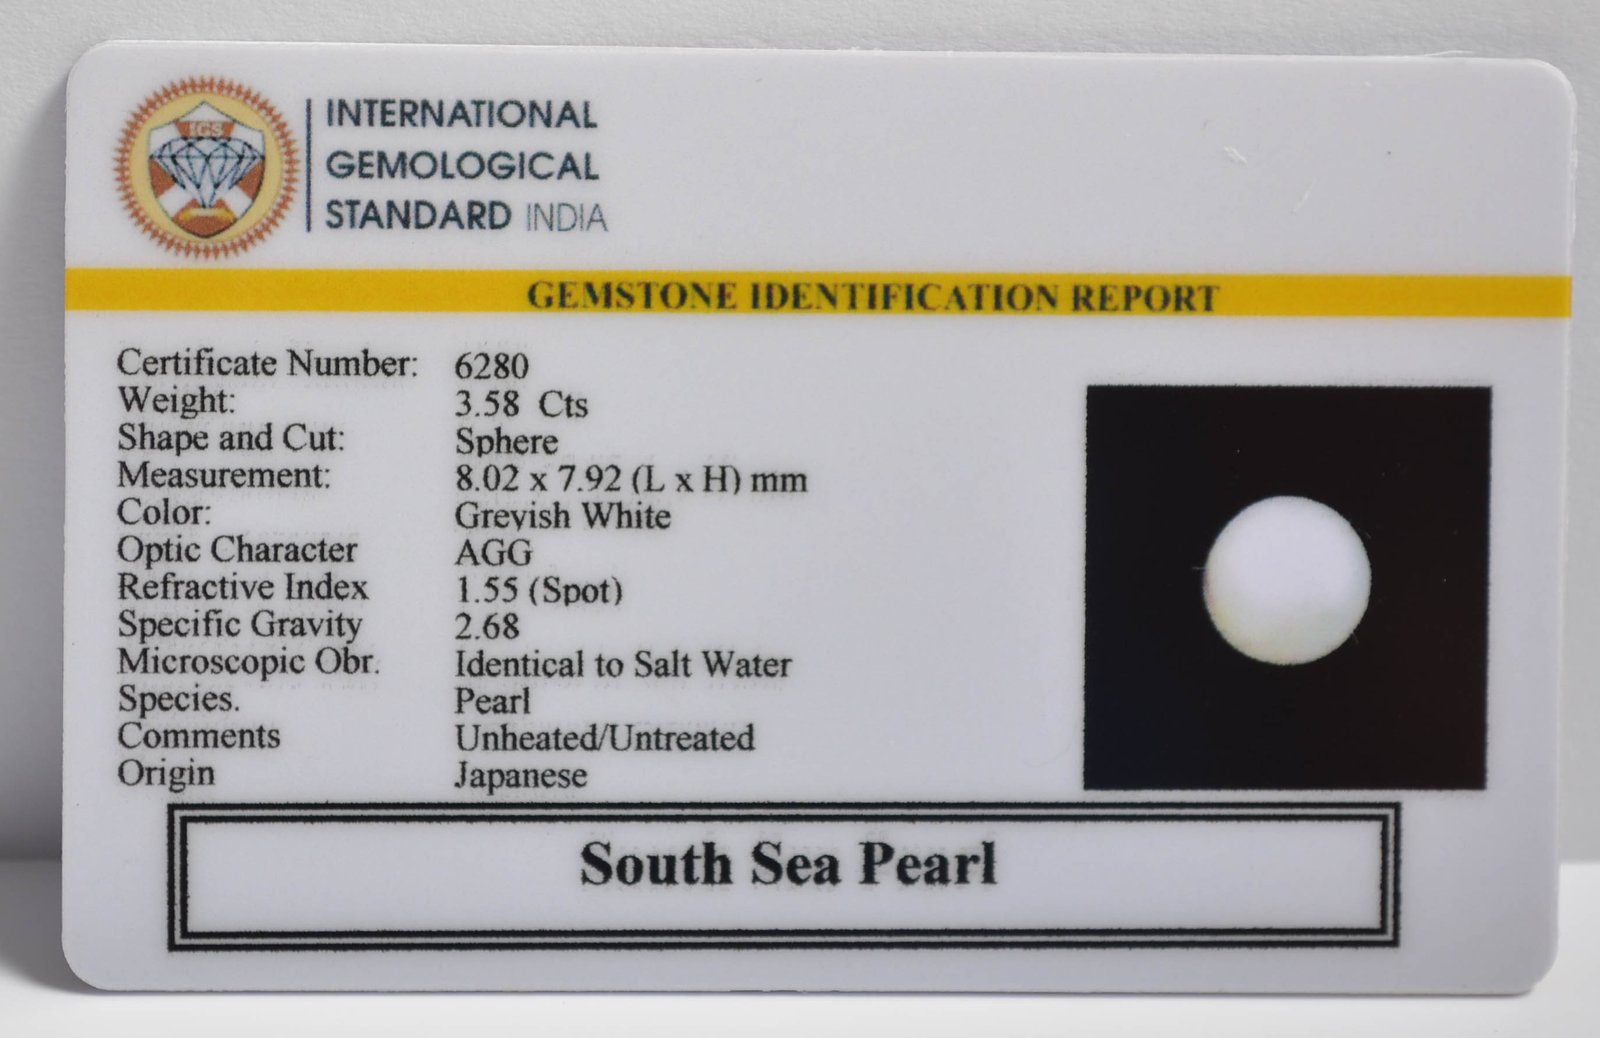 IGS
INTERNATIONAL
GEMOLOGICAL
STANDARD INDIA
GEMSTONE IDENTIFICATION REPORT
Certificate Number: 6280
Weight: 3.58 Cts
Shape and Cut: Sphere
Measurement: 8.02 x 7.92 (L x H) mm
Color: Greyish White
Optic Character AGG
Refractive Index 1.55 (Spot)
Specific Gravity 2.68
Microscopic Obr. Identical to Salt Water
Species. Pearl
Comments Unheated/Untreated
Origin Japanese
South Sea Pearl